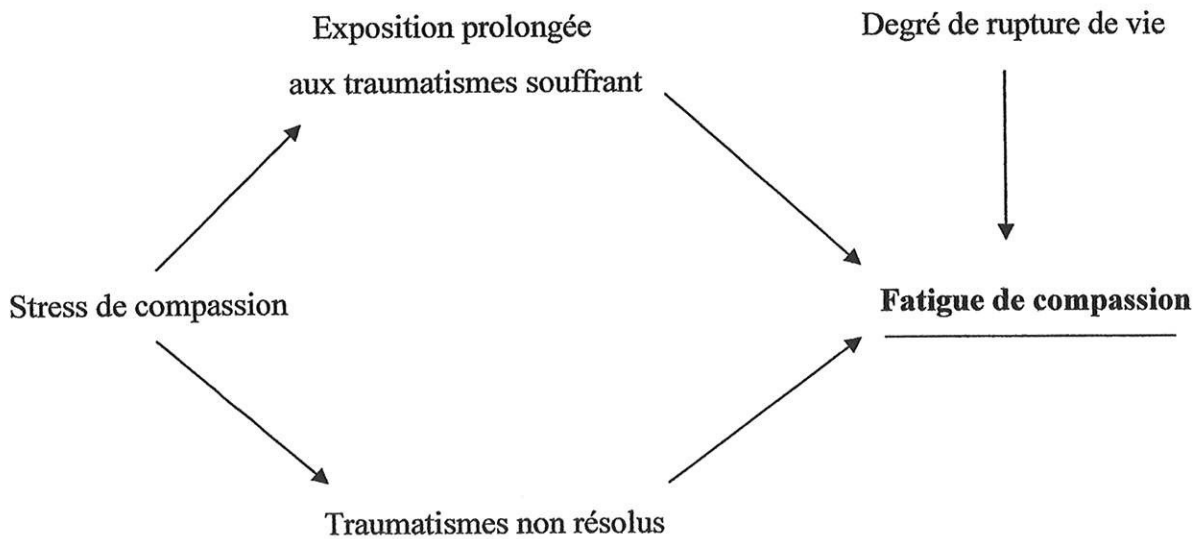 Exposition prolongée
aux traumatismes souffrant
Degré de rupture de vie
Stress de compassion
Fatigue de compassion
Traumatismes non résolus